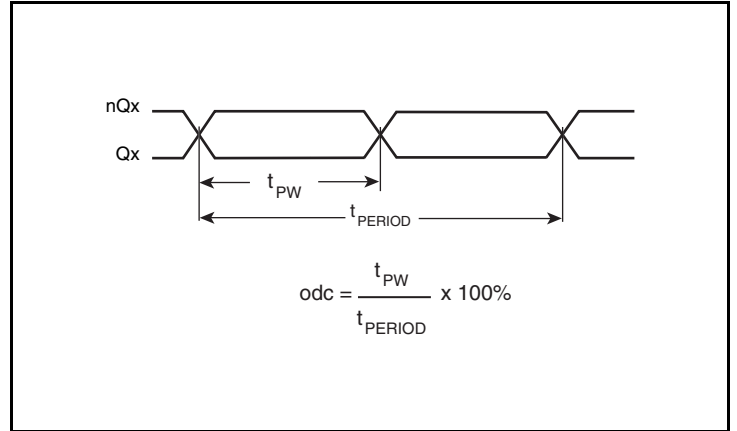 nQx
Qx
tPW
tPERIOD
tPW
odc = x 100%
tPERIOD